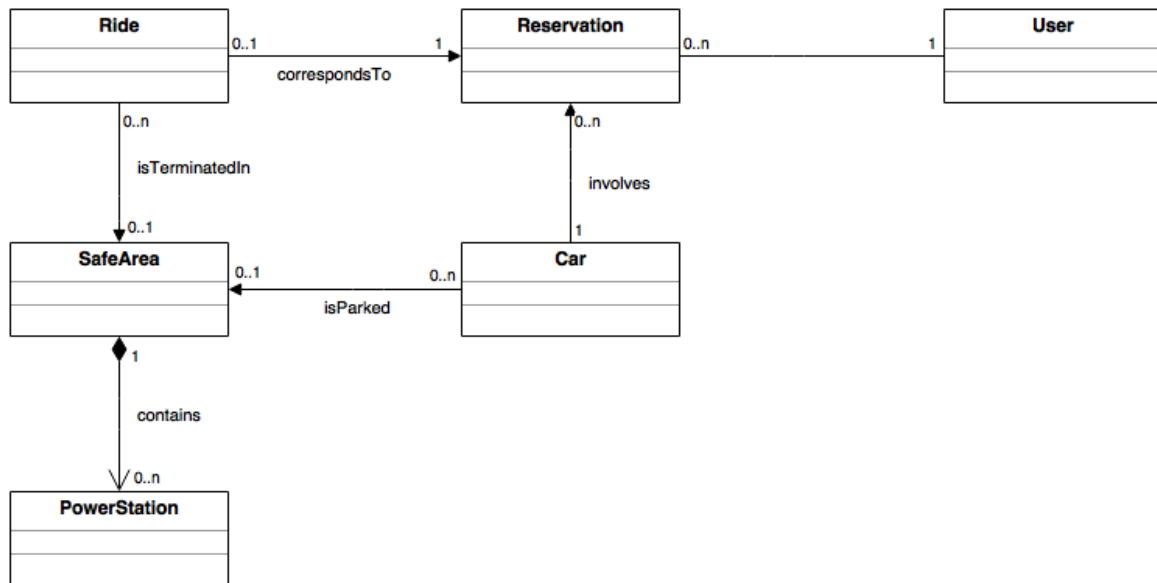 Ride
Reservation
User
0..1
1
0..n
1
correspondsTo
0..n
0..n
isTerminatedIn
involves
0..1
1
SafeArea
Car
0..1
0..n
isParked
1
contains
0..n
PowerStation